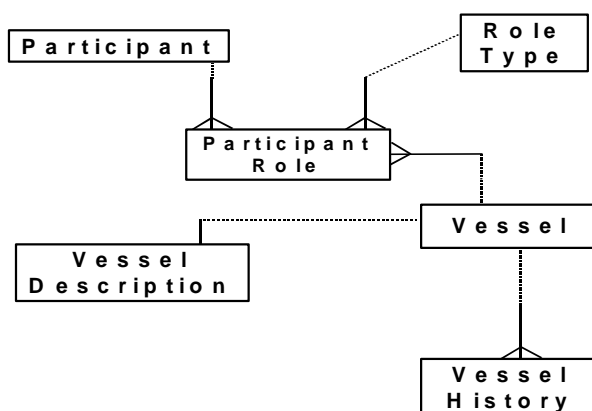 Participant
Role
Type
Participant
Role
Vessel
Vessel
Description
Vessel
History